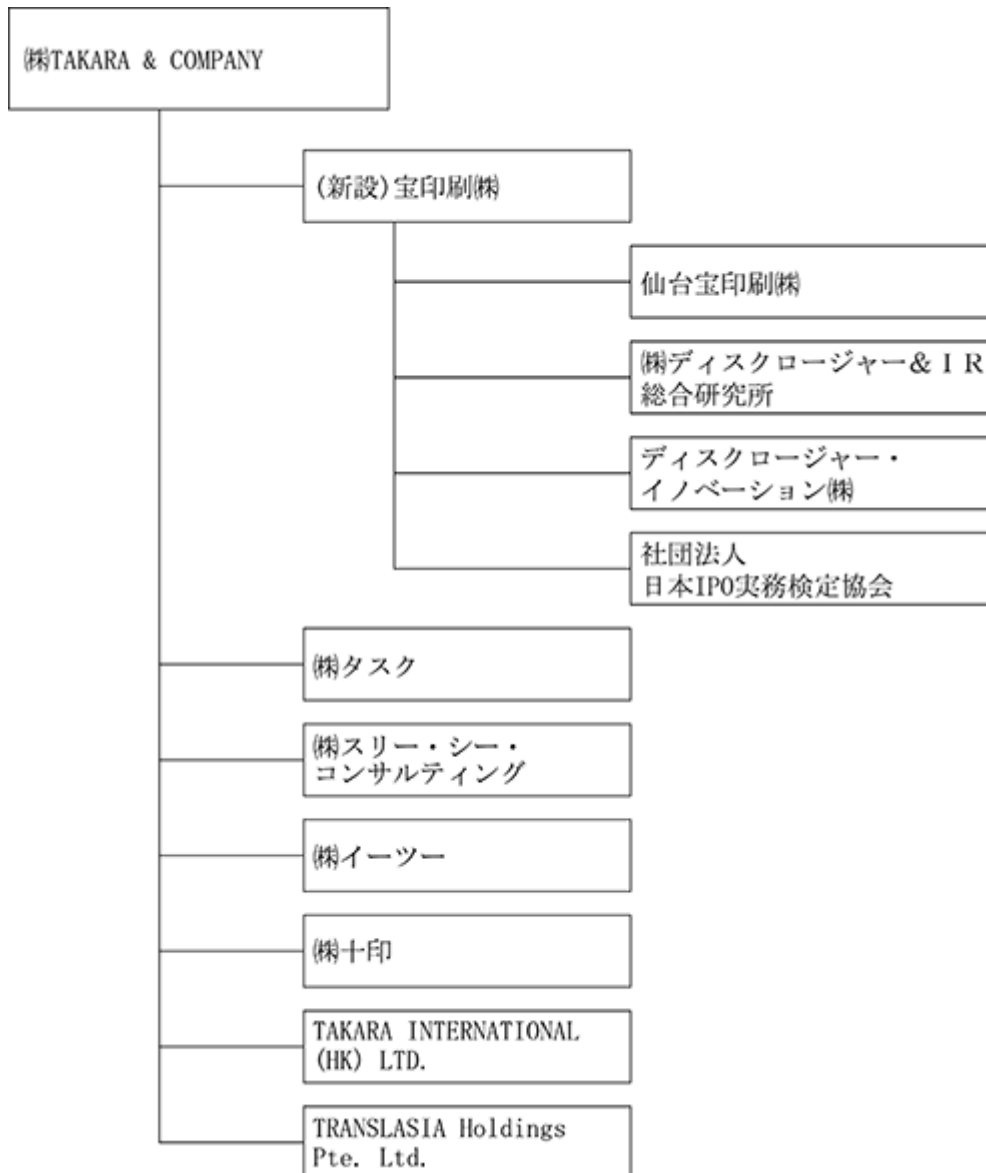 ㈱TAKARA & COMPANY
(新設)宝印刷㈱
仙台宝印刷㈱
㈱ディスクロージャー&IR
総合研究所
ディスクロージャー・
イノベーション㈱
社団法人
日本IPO実務検定協会
㈱タスク
㈱スリー・シー・
コンサルティング
㈱イーツー
㈱十印
TAKARA INTERNATIONAL
(HK) LTD.
TRANSLASIA Holdings
Pte. Ltd.